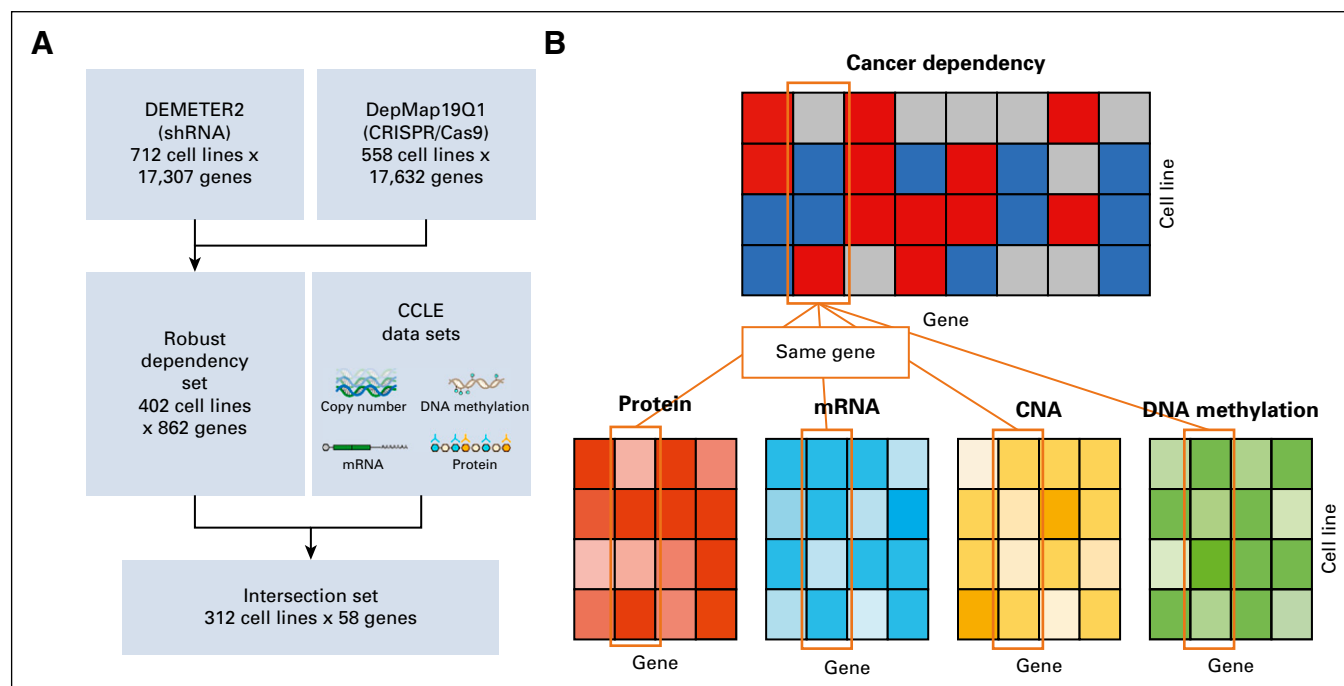 A
DEMETER2
(shRNA)
712 cell lines x
17,307 genes
DepMap19Q1
(CRISPR/Cas9)
558 cell lines x
17,632 genes
Robust
dependency
set
402 cell lines
x 862 genes
CCLE
data sets
Copy number
DNA methylation
mRNA
Protein
Intersection set
312 cell lines x 58 genes
B
Cancer dependency
Cell line
Gene
Same gene
Protein
mRNA
CNA
DNA methylation
Cell line
Gene
Gene
Gene
Gene